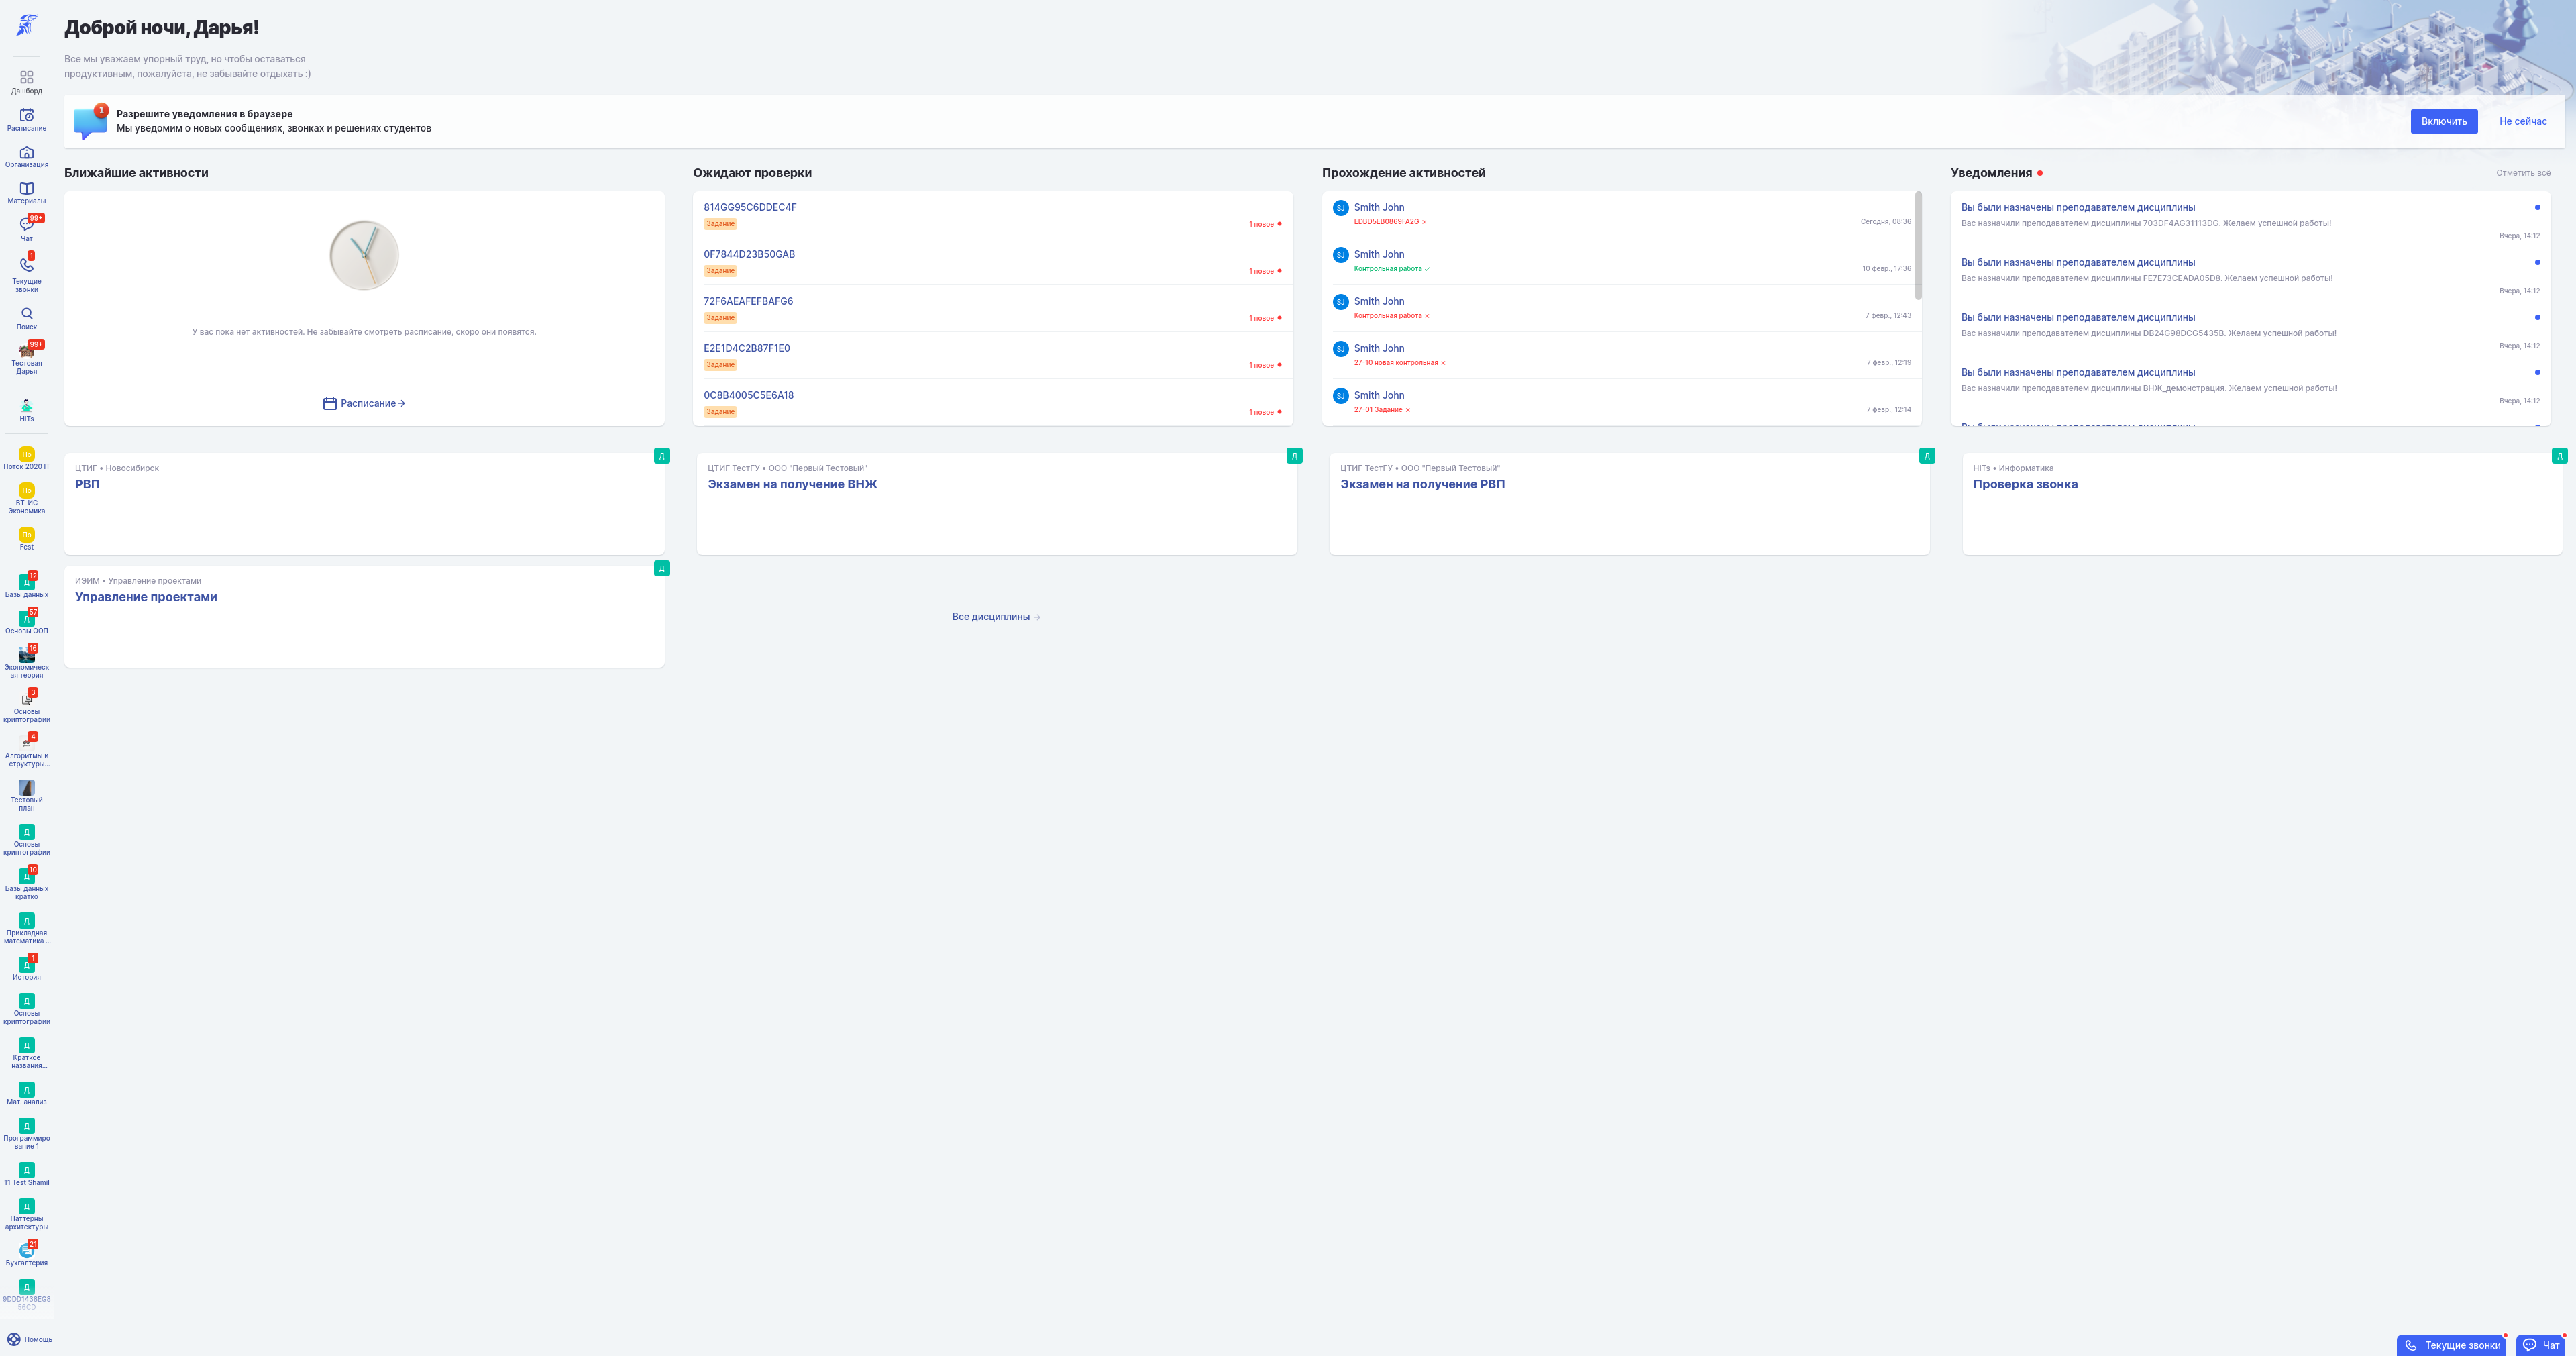 Доброй ночи, Дарья!
Все мы уважаем упорный труд, но чтобы оставаться
продуктивным, пожалуйста, не забывайте отдыхать :)
1
Разрешите уведомления в браузере
Мы уведомим о новых сообщениях, звонках и решениях студентов
Включить
Не сейчас
Дашборд
Расписание
Организация
Материалы
99+
Чат
1
Текущие
звонки
Поиск
99+
Тестовая
Дарья
HITs
По
Поток 2020 IT
По
ВТ-ИС
Экономика
По
Fest
12
Д
Базы данных
57
Д
Основы ООП
16
Экономическ
ая теория
3
Основы
криптографии
4
Алгоритмы и
структуры...
Тестовый
план
Д
Основы
криптографии
10
Д
Базы данных
кратко
Д
Прикладная
математика ...
1
Д
История
Д
Основы
криптографии
Д
Краткое
названия...
Д
Мат. анализ
Д
Программиро
вание 1
Д
11 Test Shamil
Д
Паттерны
архитектуры
21
Бухгалтерия
Д
9DDD1438EG8
56CD
Помощь
Ближайшие активности
У вас пока нет активностей. Не забывайте смотреть расписание, скоро они появятся.
Расписание
Ожидают проверки
814GG95C6DDEC4F
Задание
1 новое
0F7844D23B50GAB
Задание
1 новое
72F6AEAFEFBAFG6
Задание
1 новое
E2E1D4C2B87F1E0
Задание
1 новое
0C8B4005C5E6A18
Задание
1 новое
Прохождение активностей
SJ
Smith John
EDBD5EB0869FA2G
Сегодня, 08:36
SJ
Smith John
Контрольная работа
10 февр., 17:36
SJ
Smith John
Контрольная работа
7 февр., 12:43
SJ
Smith John
27-10 новая контрольная
7 февр., 12:19
SJ
Smith John
27-01 Задание
7 февр., 12:14
Уведомления
Отметить всё
Вы были назначены преподавателем дисциплины
Вас назначили преподавателем дисциплины 703DF4AG31113DG. Желаем успешной работы!
Вчера, 14:12
Вы были назначены преподавателем дисциплины
Вас назначили преподавателем дисциплины FE7E73CEADA05D8. Желаем успешной работы!
Вчера, 14:12
Вы были назначены преподавателем дисциплины
Вас назначили преподавателем дисциплины DB24G98DCG5435B. Желаем успешной работы!
Вчера, 14:12
Вы были назначены преподавателем дисциплины
Вас назначили преподавателем дисциплины ВНЖ_демонстрация. Желаем успешной работы!
Вчера, 14:12
Д
ЦТИГ • Новосибирск
РВП
Д
ЦТИГ ТестГУ • ООО "Первый Тестовый"
Экзамен на получение ВНЖ
Д
ЦТИГ ТестГУ • ООО "Первый Тестовый"
Экзамен на получение РВП
Д
HITs • Информатика
Проверка звонка
Д
ИЭИМ • Управление проектами
Управление проектами
Все дисциплины
Текущие звонки
Чат